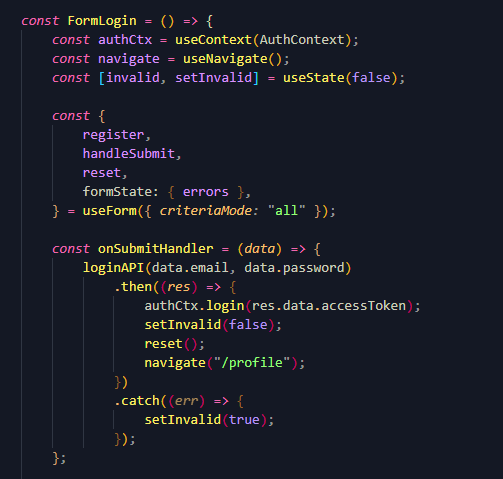 const FormLogin = () => {
    const authCtx = useContext(AuthContext);
    const navigate = useNavigate();
    const [invalid, setInvalid] = useState(false);

    const {
        register,
        handleSubmit,
        reset,
        formState: { errors },
    } = useForm({ criteriaMode: "all" });

    const onSubmitHandler = (data) => {
        loginAPI(data.email, data.password)
            .then((res) => {
                authCtx.login(res.data.accessToken);
                setInvalid(false);
                reset();
                navigate("/profile");
            })
            .catch((err) => {
                setInvalid(true);
            });
    };